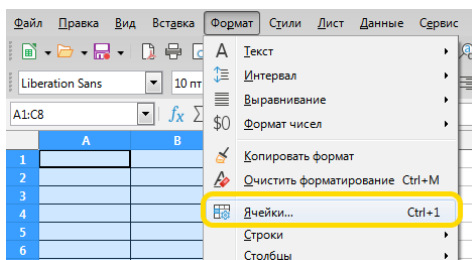 Файл Правка Вид Вставка Формат Стили Лист Данные Сервис
Текст
Liberation Sans 10 пт Интервал
Выравнивание
A1:C8 fx Σ $0 Формат чисел
A B
1 Копировать формат
2 Очистить форматирование Ctrl+M
3
4 Ячейки... Ctrl+1
5 Строки
6 Столбцы